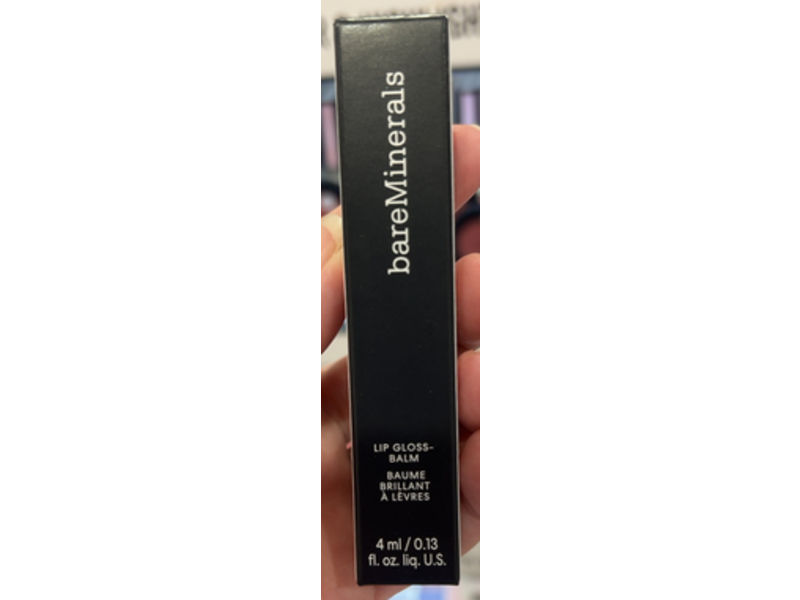 bareMinerals
LIP GLOSS-
BALM
BAUME
BRILLANT
À LÈVRES
4 ml / 0.13
fl. oz. liq. U.S.